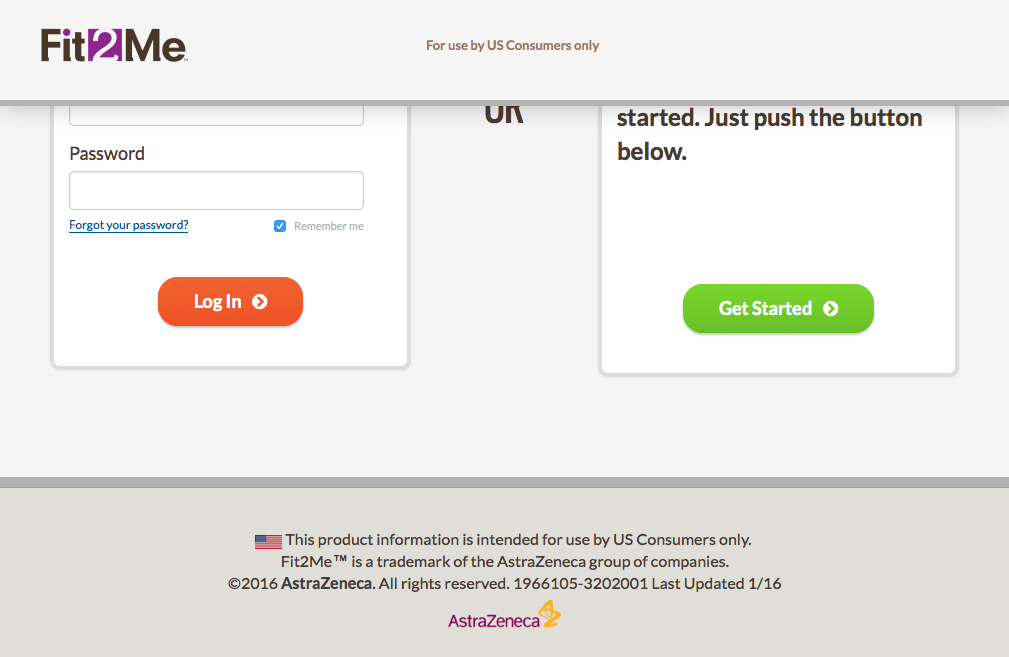 Fit2Me™
For use by US Consumers only
OR
started. Just push the button
below.
Password
Forgot your password?
Remember me
Log In
Get Started
This product information is intended for use by US Consumers only.
Fit2Me™ is a trademark of the AstraZeneca group of companies.
©2016 AstraZeneca. All rights reserved. 1966105-3202001 Last Updated 1/16
AstraZeneca